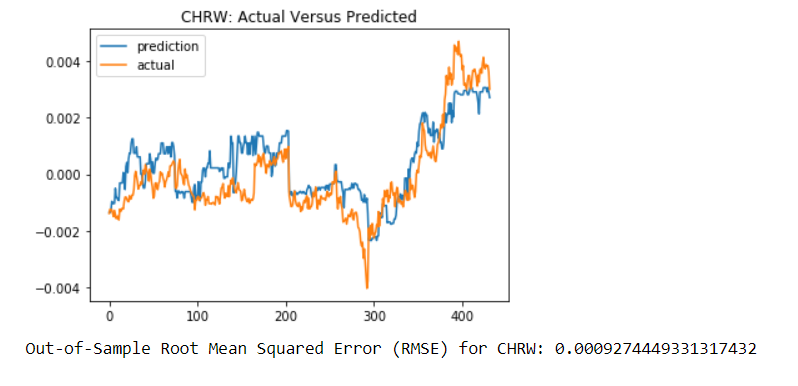 CHRW: Actual Versus Predicted
prediction
actual
0.004
0.002
0.000
−0.002
−0.004
0
100
200
300
400
Out-of-Sample Root Mean Squared Error (RMSE) for CHRW: 0.0009274449331317432